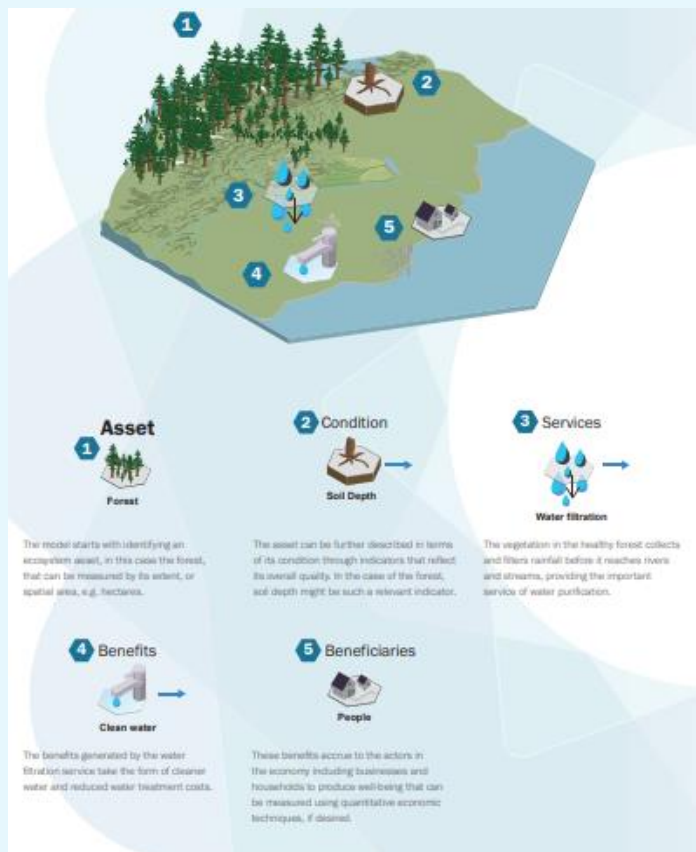 1
2
3
5
4
Asset
1
Forest
The model starts with identifying an
ecosystem asset, in this case the forest,
that can be measured by its extent, or
spatial area, e.g. hectares.
2 Condition
Soil Depth
The asset can be further described in terms
of its condition through indicators that reflect
its overall quality. In the case of the forest,
soil depth might be such a relevant indicator.
3 Services
Water filtration
The vegetation in the healthy forest collects
and filters rainfall before it reaches rivers
and streams, providing the important
service of water purification.
4 Benefits
Clean water
The benefits generated by the water
filtration service take the form of cleaner
water and reduced water treatment costs.
5 Beneficiaries
People
These benefits accrue to the actors in
the economy including businesses and
households to produce well-being that can
be measured using quantitative economic
techniques, if desired.